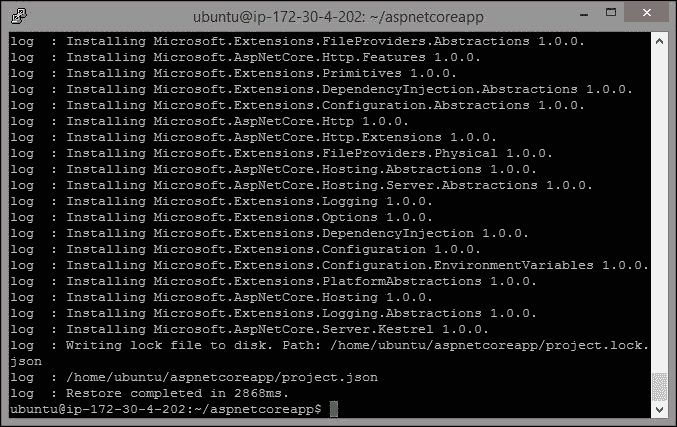 ubuntu@ip-172-30-4-202: ~/aspnetcoreapp
log  : Installing Microsoft.Extensions.FileProviders.Abstractions 1.0.0.
log  : Installing Microsoft.AspNetCore.Http.Features 1.0.0.
log  : Installing Microsoft.Extensions.Primitives 1.0.0.
log  : Installing Microsoft.Extensions.DependencyInjection.Abstractions 1.0.0.
log  : Installing Microsoft.Extensions.Configuration.Abstractions 1.0.0.
log  : Installing Microsoft.AspNetCore.Http 1.0.0.
log  : Installing Microsoft.AspNetCore.Http.Extensions 1.0.0.
log  : Installing Microsoft.Extensions.FileProviders.Physical 1.0.0.
log  : Installing Microsoft.AspNetCore.Hosting.Abstractions 1.0.0.
log  : Installing Microsoft.AspNetCore.Hosting.Server.Abstractions 1.0.0.
log  : Installing Microsoft.Extensions.Logging 1.0.0.
log  : Installing Microsoft.Extensions.Options 1.0.0.
log  : Installing Microsoft.Extensions.DependencyInjection 1.0.0.
log  : Installing Microsoft.Extensions.Configuration 1.0.0.
log  : Installing Microsoft.Extensions.Configuration.EnvironmentVariables 1.0.0.
log  : Installing Microsoft.Extensions.PlatformAbstractions 1.0.0.
log  : Installing Microsoft.AspNetCore.Hosting 1.0.0.
log  : Installing Microsoft.Extensions.Logging.Abstractions 1.0.0.
log  : Installing Microsoft.AspNetCore.Server.Kestrel 1.0.0.
log  : Writing lock file to disk. Path: /home/ubuntu/aspnetcoreapp/project.lock.
json
log  : /home/ubuntu/aspnetcoreapp/project.json
log  : Restore completed in 2868ms.
ubuntu@ip-172-30-4-202:~/aspnetcoreapp$